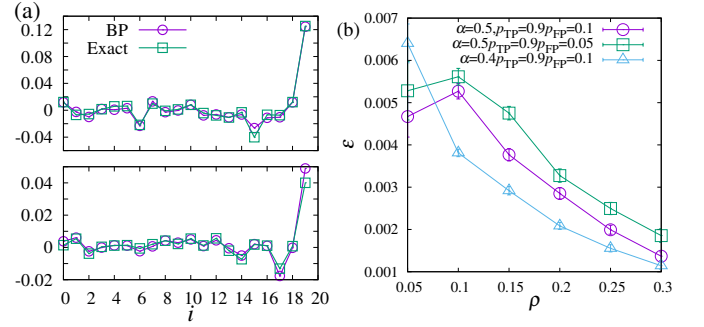 (a)
BP
Exact
0.12
0.08
0.04
0
-0.04
0.04
0.02
0
-0.02
0 2 4 6 8 10 12 14 16 18 20
i
(b)
α=0.5,pTP=0.9pFP=0.1
α=0.5pTP=0.9pFP=0.05
α=0.4pTP=0.9pFP=0.1
0.007
0.006
0.005
0.004
0.003
0.002
0.001
ε
0.05 0.1 0.15 0.2 0.25 0.3
ρ